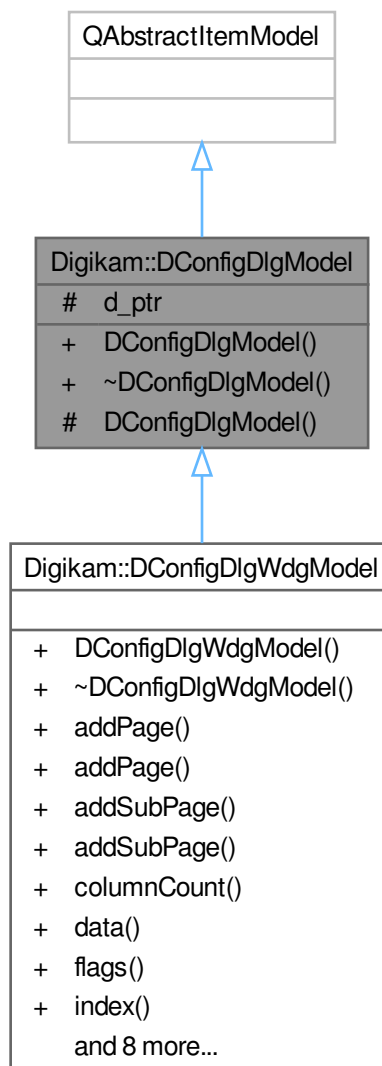 QAbstractItemModel
Digikam::DConfigDlgModel
# d_ptr
+ DConfigDlgModel()
+ ~DConfigDlgModel()
# DConfigDlgModel()
Digikam::DConfigDlgWdgModel
+ DConfigDlgWdgModel()
+ ~DConfigDlgWdgModel()
+ addPage()
+ addPage()
+ addSubPage()
+ addSubPage()
+ columnCount()
+ data()
+ flags()
+ index()
and 8 more...